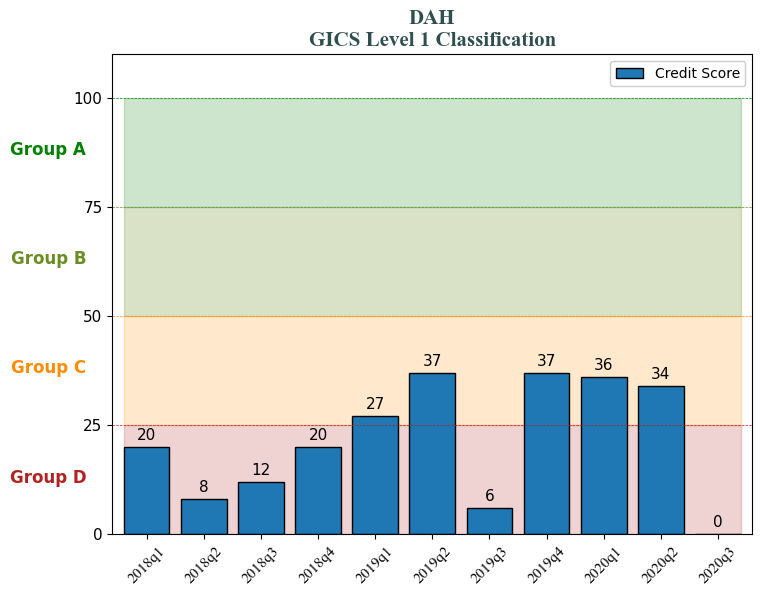 DAH
GICS Level 1 Classification
Credit Score
100
Group A
75
Group B
50
Group C
37
37
36
34
27
25
20
20
12
8
6
0
Group D
0
2018q1
2018q2
2018q3
2018q4
2019q1
2019q2
2019q3
2019q4
2020q1
2020q2
2020q3